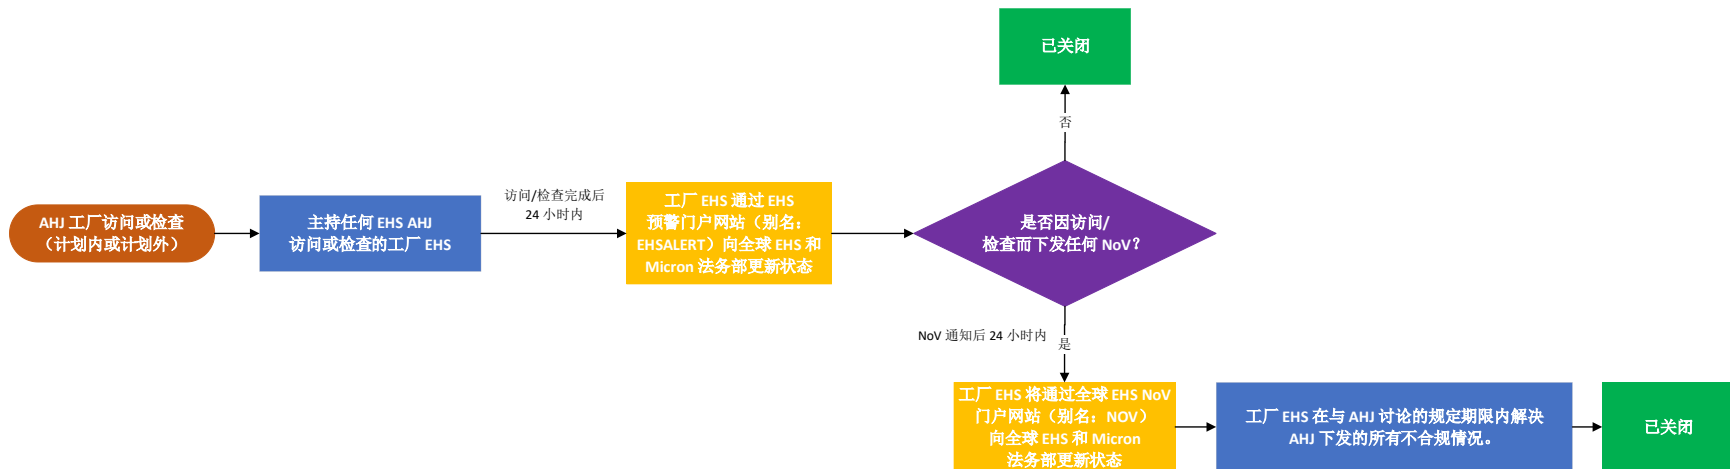 已关闭
否
AHJ 工厂访问或检查
（计划内或计划外）
主持任何 EHS AHJ
访问或检查的工厂 EHS
访问/检查完成后
24 小时内
工厂 EHS 通过 EHS
预警门户网站（别名：
EHSALERT）向全球 EHS 和
Micron 法务部更新状态
是否因访问/
检查而下发任何 NoV？
NoV 通知后 24 小时内
是
工厂 EHS 将通过全球 EHS NoV
门户网站（别名：NOV）
向全球 EHS 和 Micron
法务部更新状态
工厂 EHS 在与 AHJ 讨论的规定期限内解决
AHJ 下发的所有不合规情况。
已关闭